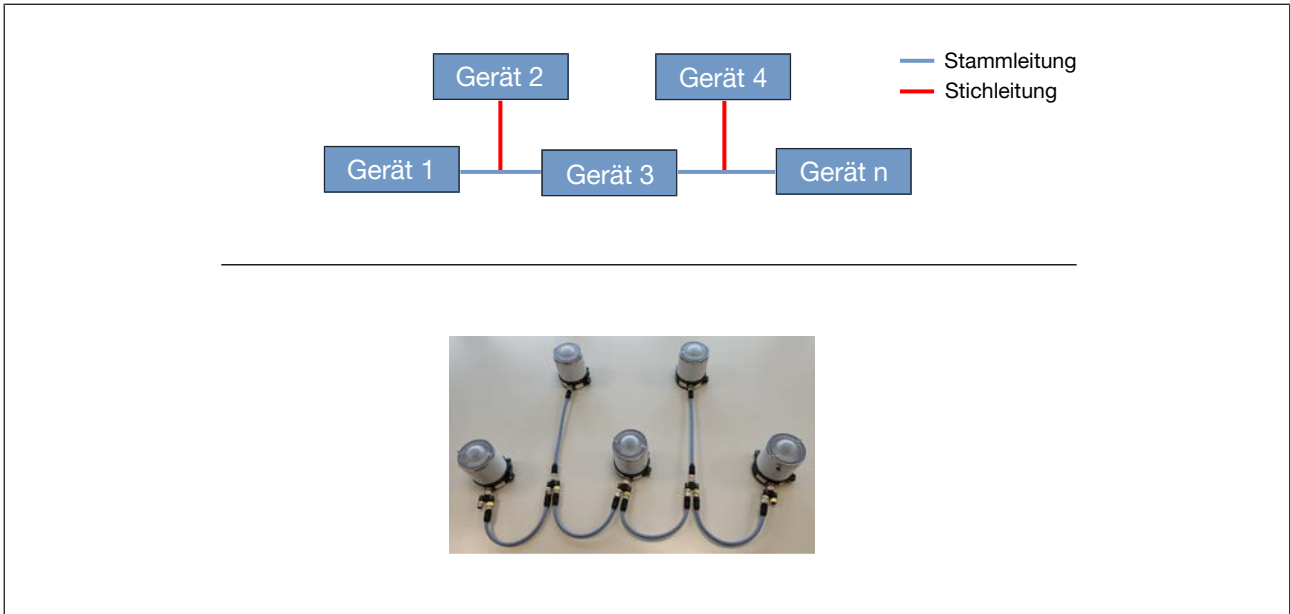 Gerät 2
Gerät 4
Stammleitung
Stichleitung
Gerät 1
Gerät 3
Gerät n